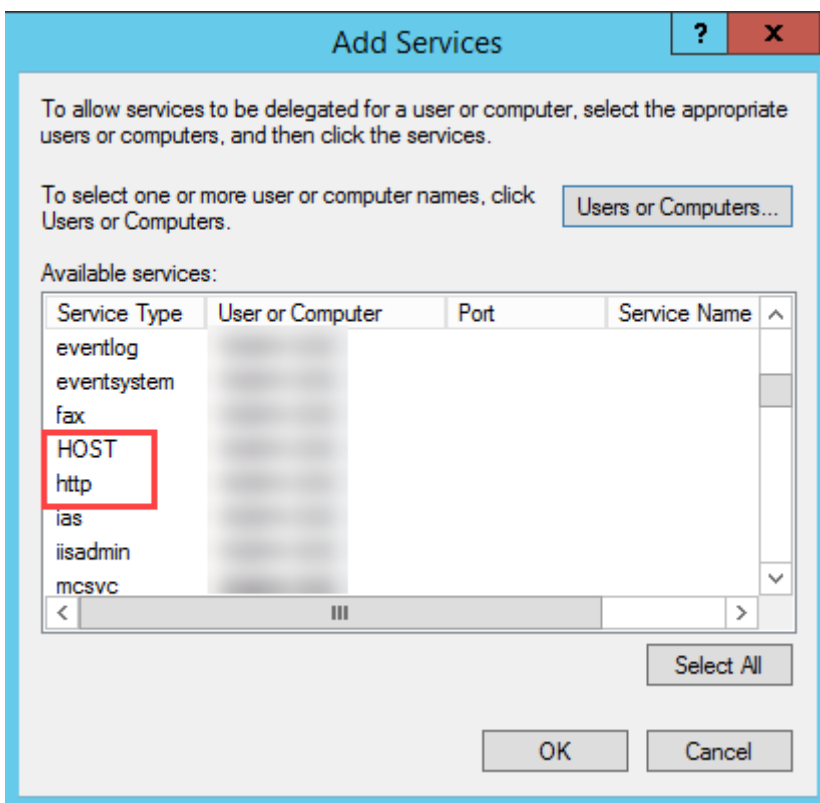 Add Services
?
x
To allow services to be delegated for a user or computer, select the appropriate
users or computers, and then click the services.
To select one or more user or computer names, click
Users or Computers.
Users or Computers...
Available services:
Service Type User or Computer Port Service Name
eventlog
eventsystem
fax
HOST
http
ias
iisadmin
mcsvc
Select All
OK Cancel